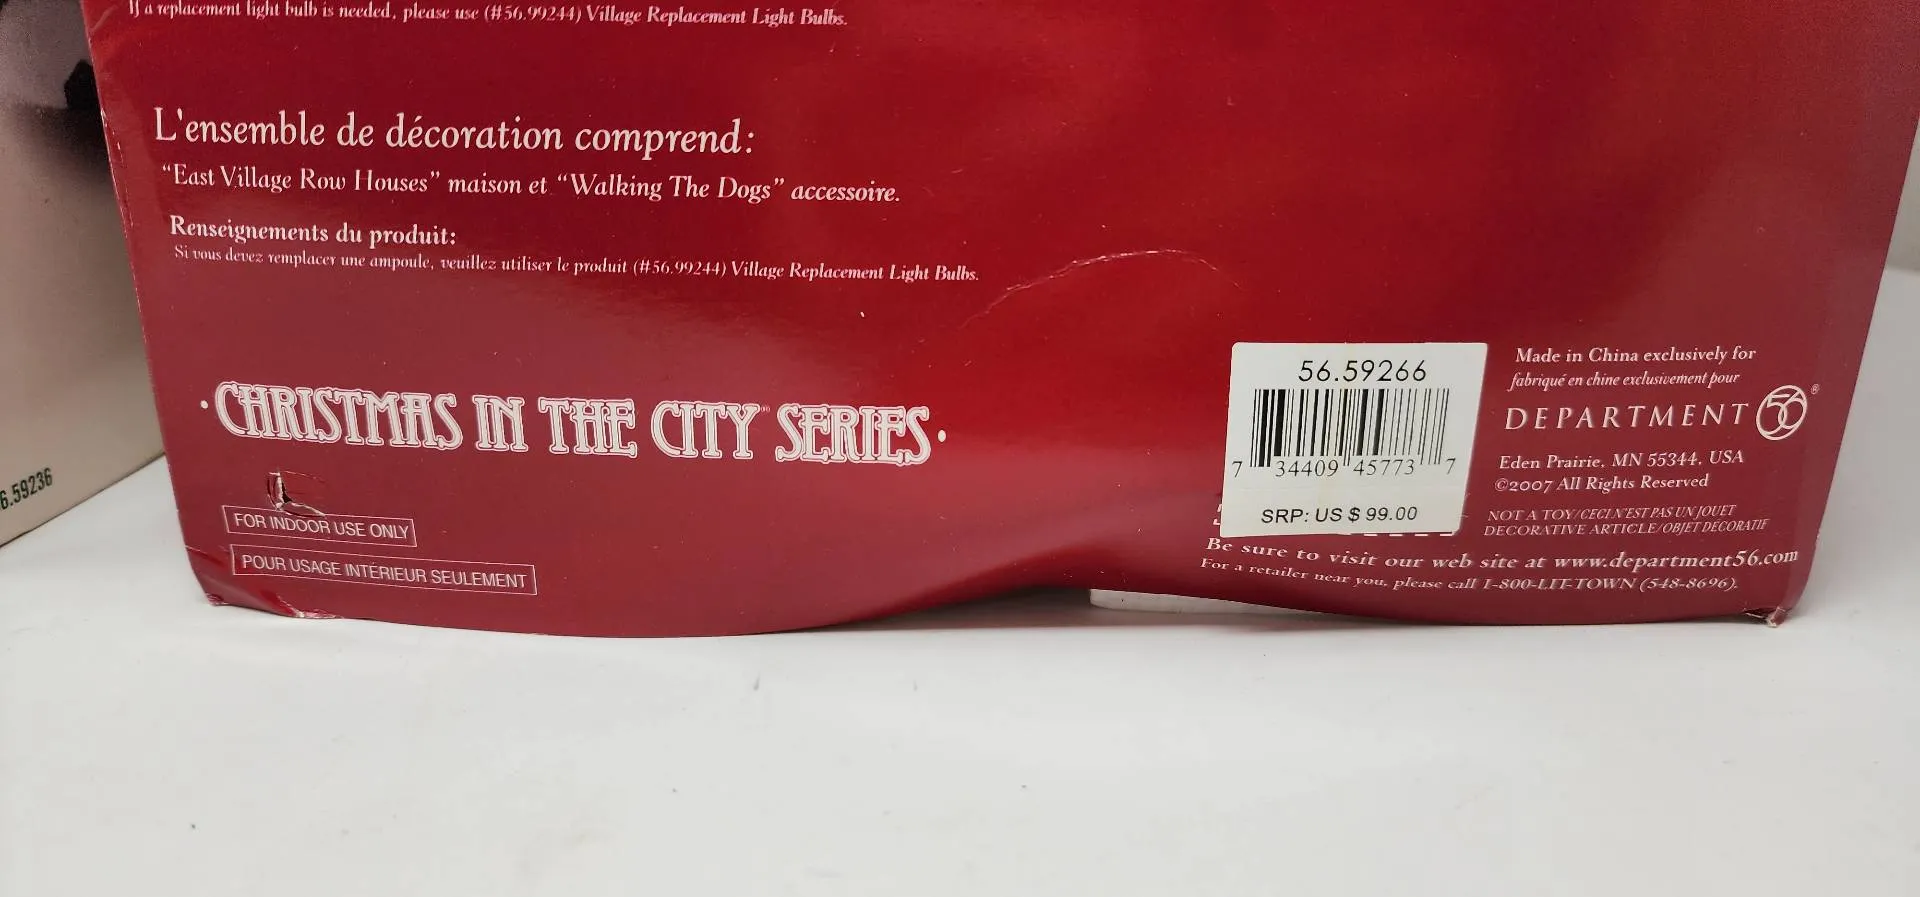 If a replacement light bulb is needed, please use (#56.99244) Village Replacement Light Bulbs.
L'ensemble de décoration comprend:
“East Village Row Houses” maison et “Walking The Dogs” accessoire.
Renseignements du produit:
Si vous devez remplacer une ampoule, veuillez utiliser le produit (#56.99244) Village Replacement Light Bulbs.
·CHRISTMAS IN THE CITY SERIES·
FOR INDOOR USE ONLY
POUR USAGE INTÉRIEUR SEULEMENT
6.59236
56.59266
7 34409 45773 7
SRP: US $ 99.00
Made in China exclusively for
fabriqué en chine exclusivement pour
DEPARTMENT 56®
Eden Prairie, MN 55344, USA
©2007 All Rights Reserved
NOT A TOY/CECI N'EST PAS UN JOUET
DECORATIVE ARTICLE/OBJET DÉCORATIF
Be sure to visit our web site at www.department56.com
For a retailer near you, please call 1-800-LIT-TOWN (548-8696).